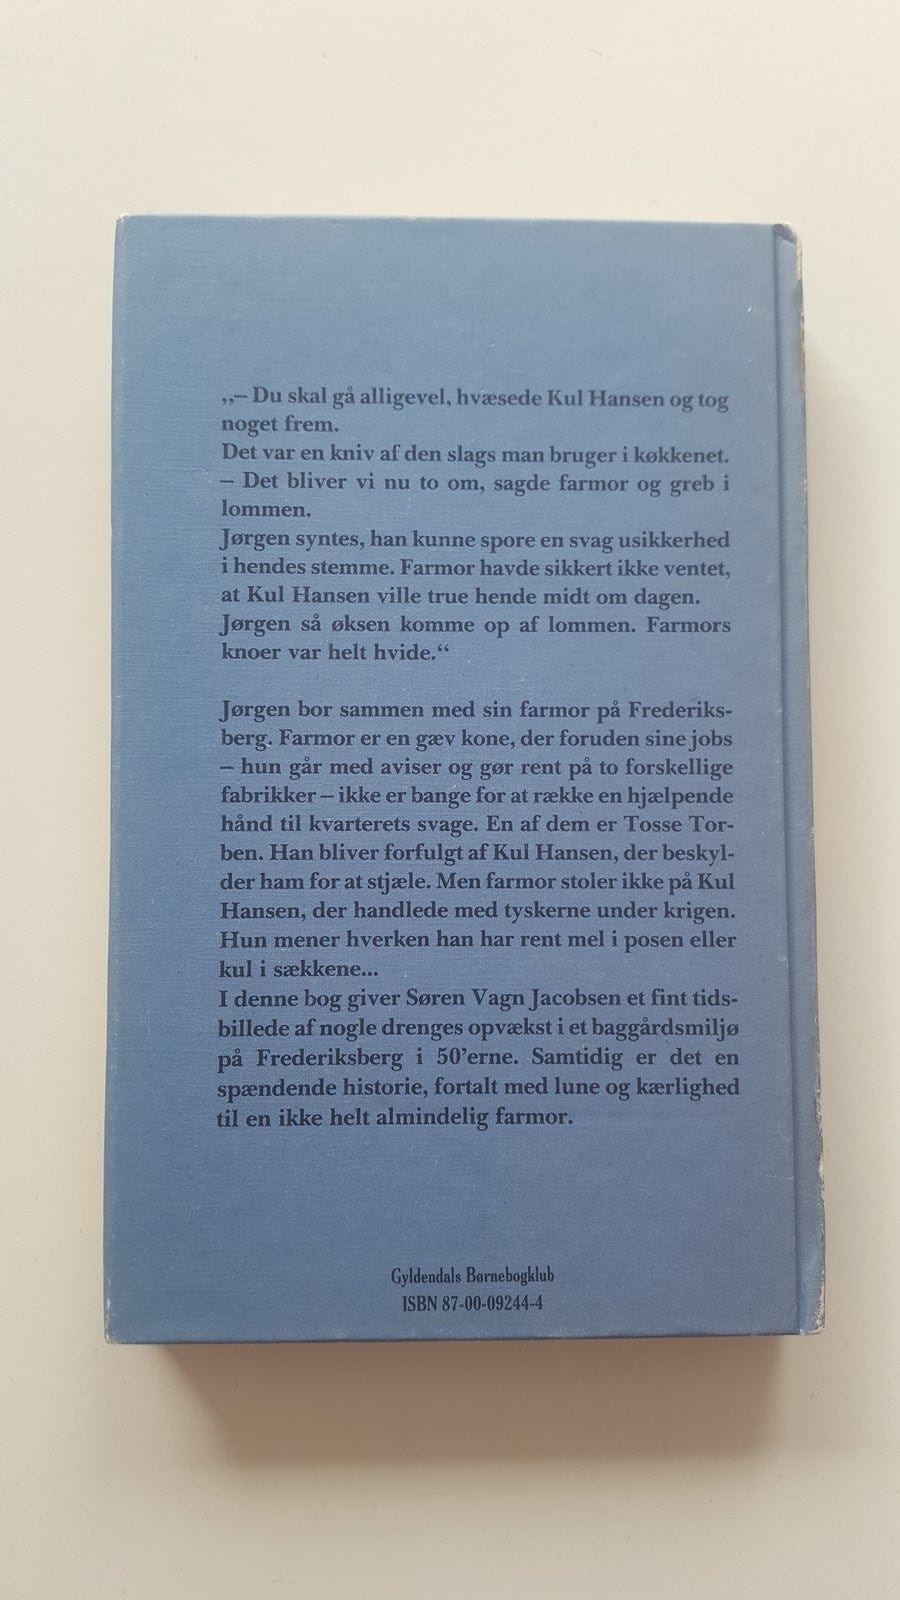 „– Du skal gå alligevel, hvæsede Kul Hansen og tog
noget frem.
Det var en kniv af den slags man bruger i køkkenet.
– Det bliver vi nu to om, sagde farmor og greb i
lommen.
Jørgen syntes, han kunne spore en svag usikkerhed
i hendes stemme. Farmor havde sikkert ikke ventet,
at Kul Hansen ville true hende midt om dagen.
Jørgen så øksen komme op af lommen. Farmors
knoer var helt hvide.“
Jørgen bor sammen med sin farmor på Frederiks-
berg. Farmor er en gæv kone, der foruden sine jobs
– hun går med aviser og gør rent på to forskellige
fabrikker – ikke er bange for at række en hjælpende
hånd til kvarterets svage. En af dem er Tosse Tor-
ben. Han bliver forfulgt af Kul Hansen, der beskyl-
der ham for at stjæle. Men farmor stoler ikke på Kul
Hansen, der handlede med tyskerne under krigen.
Hun mener hverken han har rent mel i posen eller
kul i sækkene...
I denne bog giver Søren Vagn Jacobsen et fint tids-
billede af nogle drenges opvækst i et baggårdsmiljø
på Frederiksberg i 50’erne. Samtidig er det en
spændende historie, fortalt med lune og kærlighed
til en ikke helt almindelig farmor.
Gyldendals Børnebogklub
ISBN 87-00-09244-4